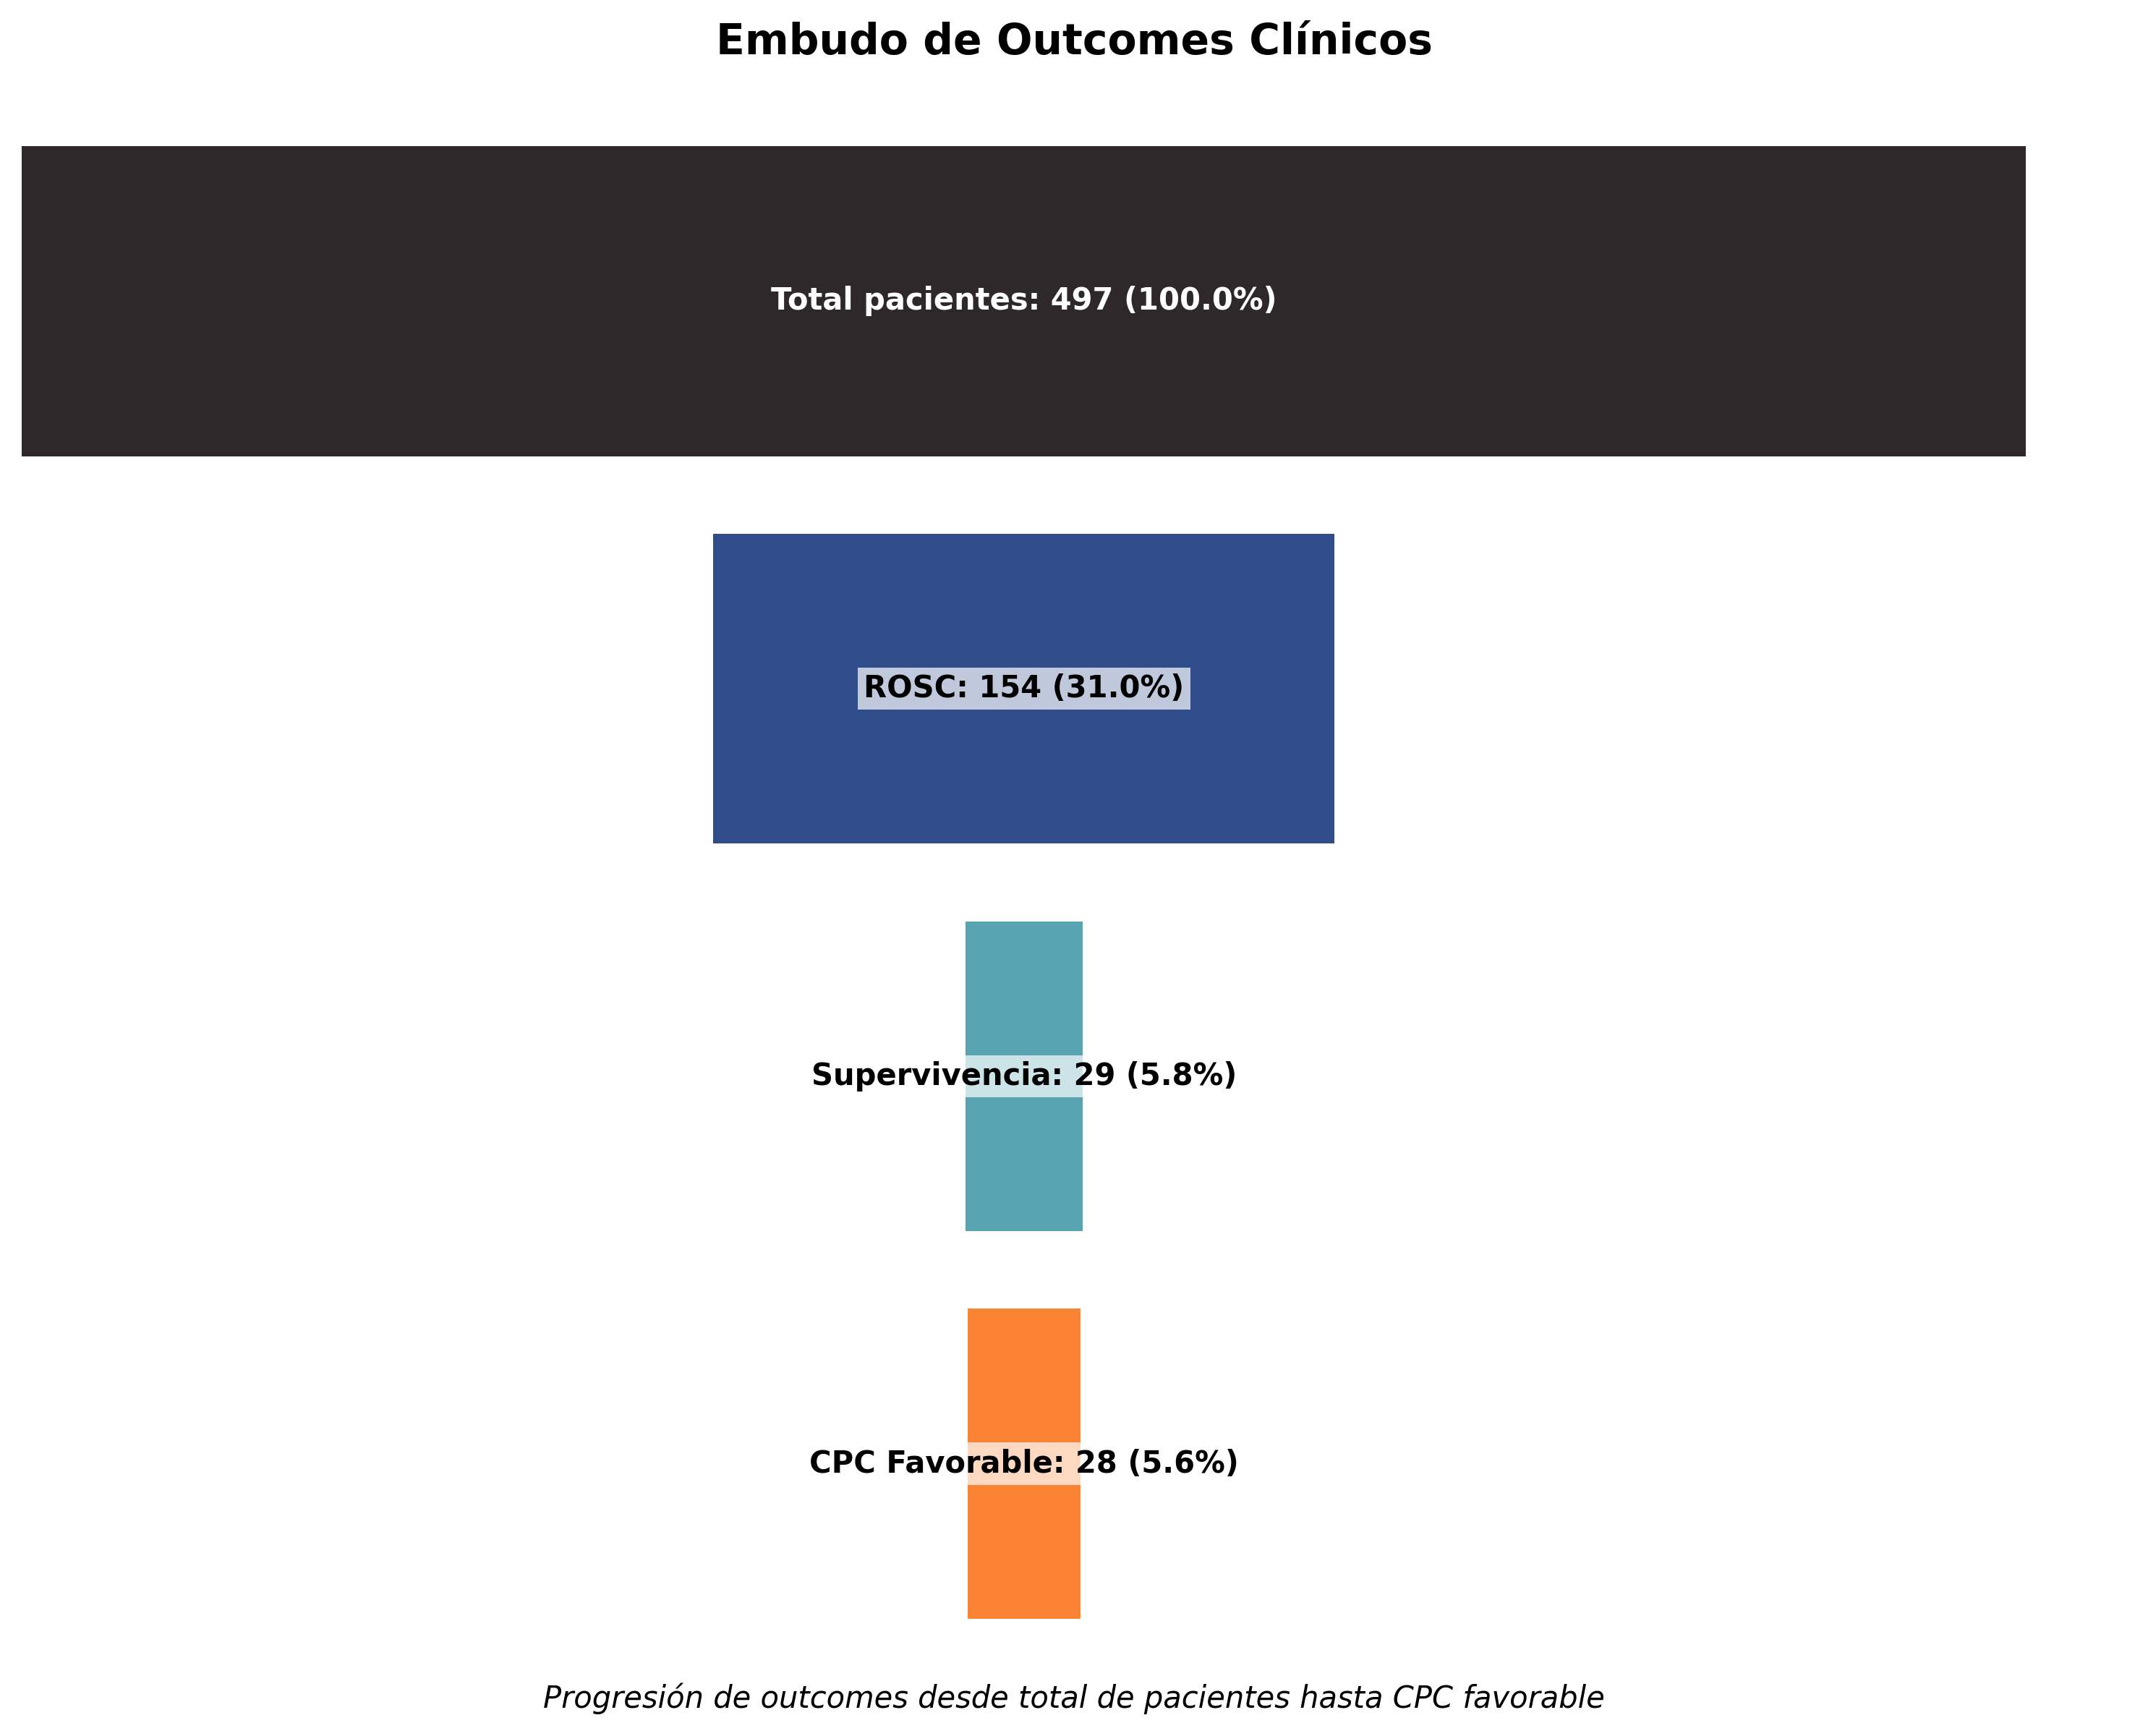 Embudo de Outcomes Clínicos
Total pacientes: 497 (100.0%)
ROSC: 154 (31.0%)
Supervivencia: 29 (5.8%)
CPC Favorable: 28 (5.6%)
Progresión de outcomes desde total de pacientes hasta CPC favorable